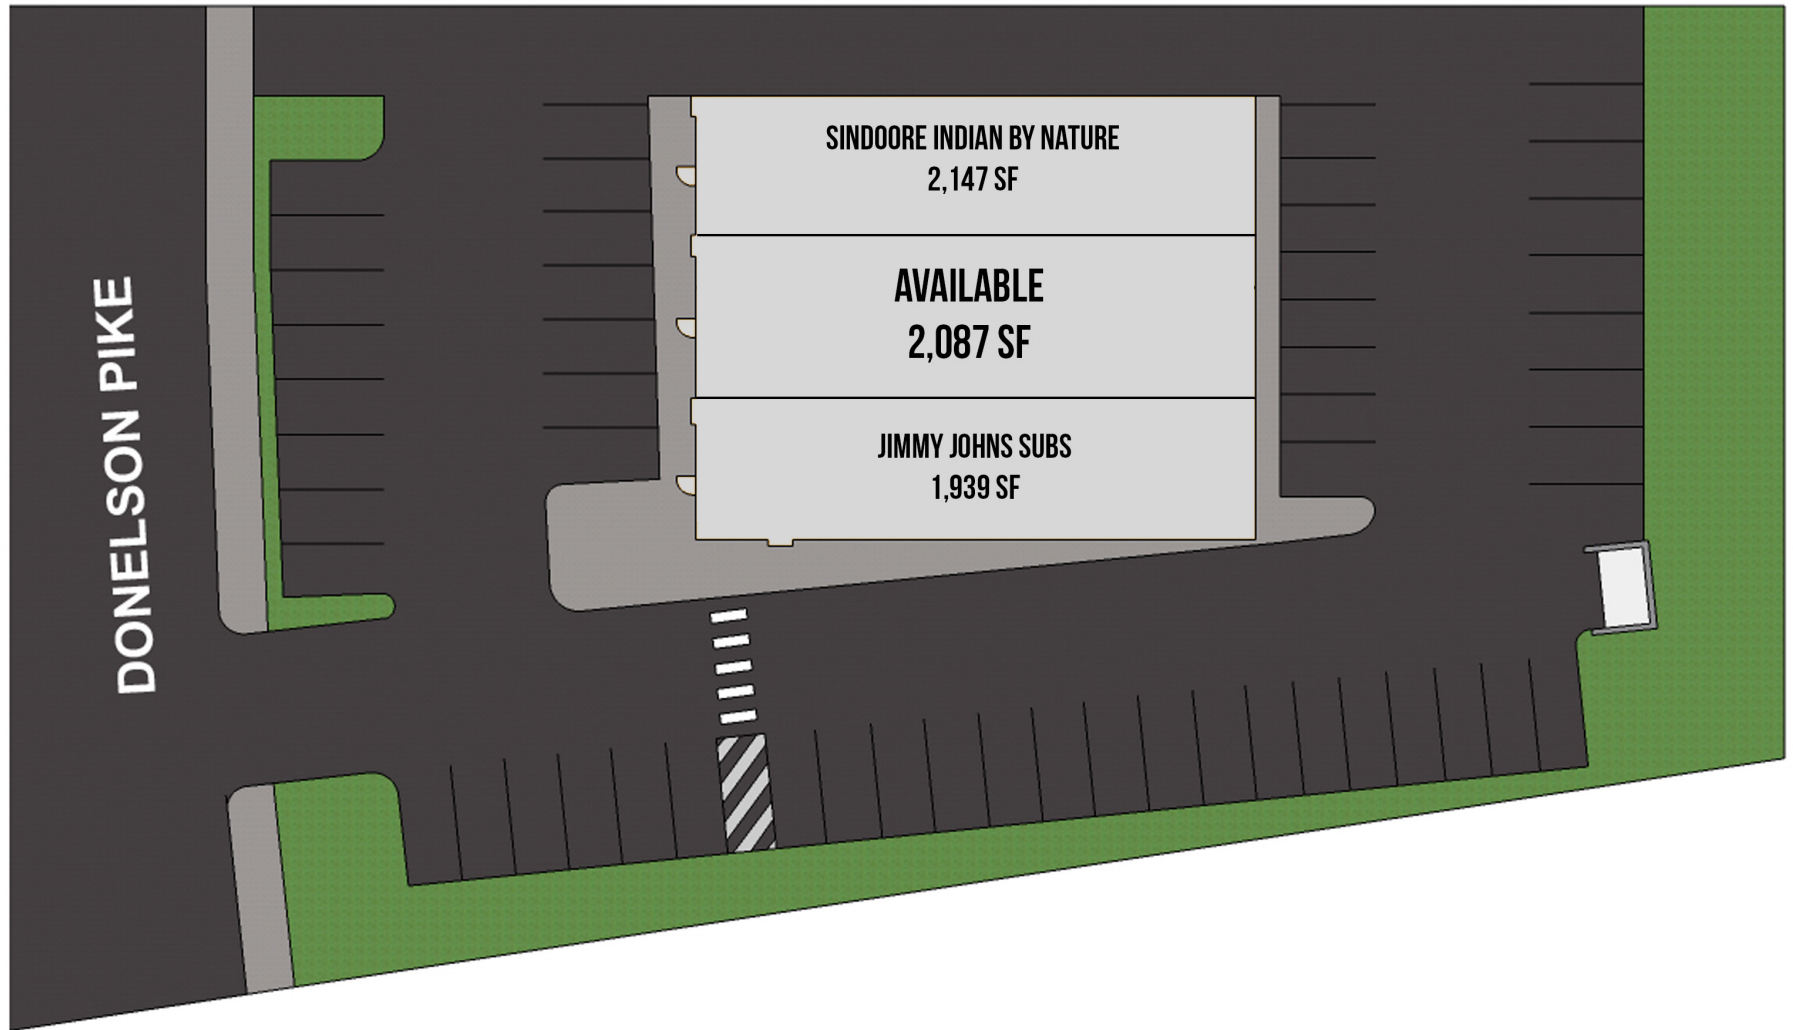 DONELSON PIKE
SINDOORE INDIAN BY NATURE
2,147 SF
AVAILABLE
2,087 SF
JIMMY JOHNS SUBS
1,939 SF